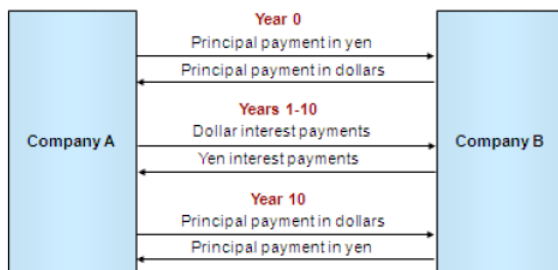 Year 0
Principal payment in yen
Principal payment in dollars
Years 1-10
Dollar interest payments
Company A
Company B
Yen interest payments
Year 10
Principal payment in dollars
Principal payment in yen